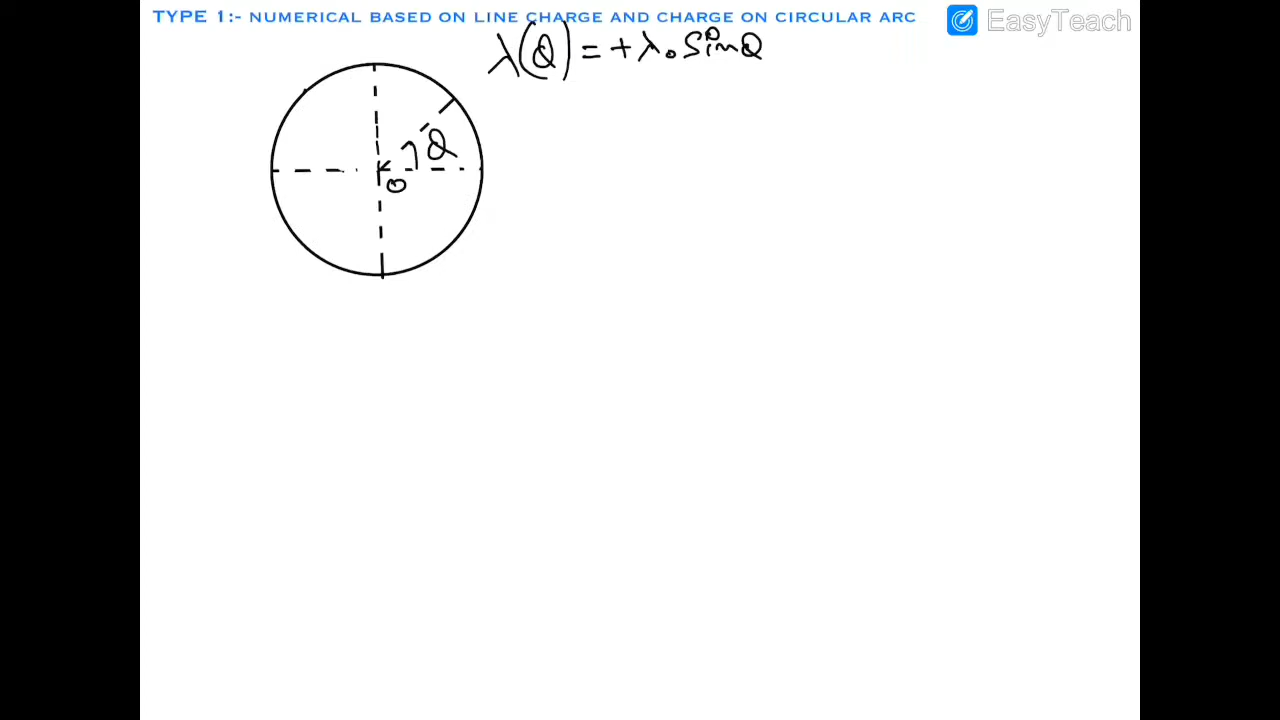 TYPE 1:- NUMERICAL BASED ON LINE CHARGE AND CHARGE ON CIRCULAR ARC
EasyTeach
λ(θ) = +λ₀ Sinθ
θ
O